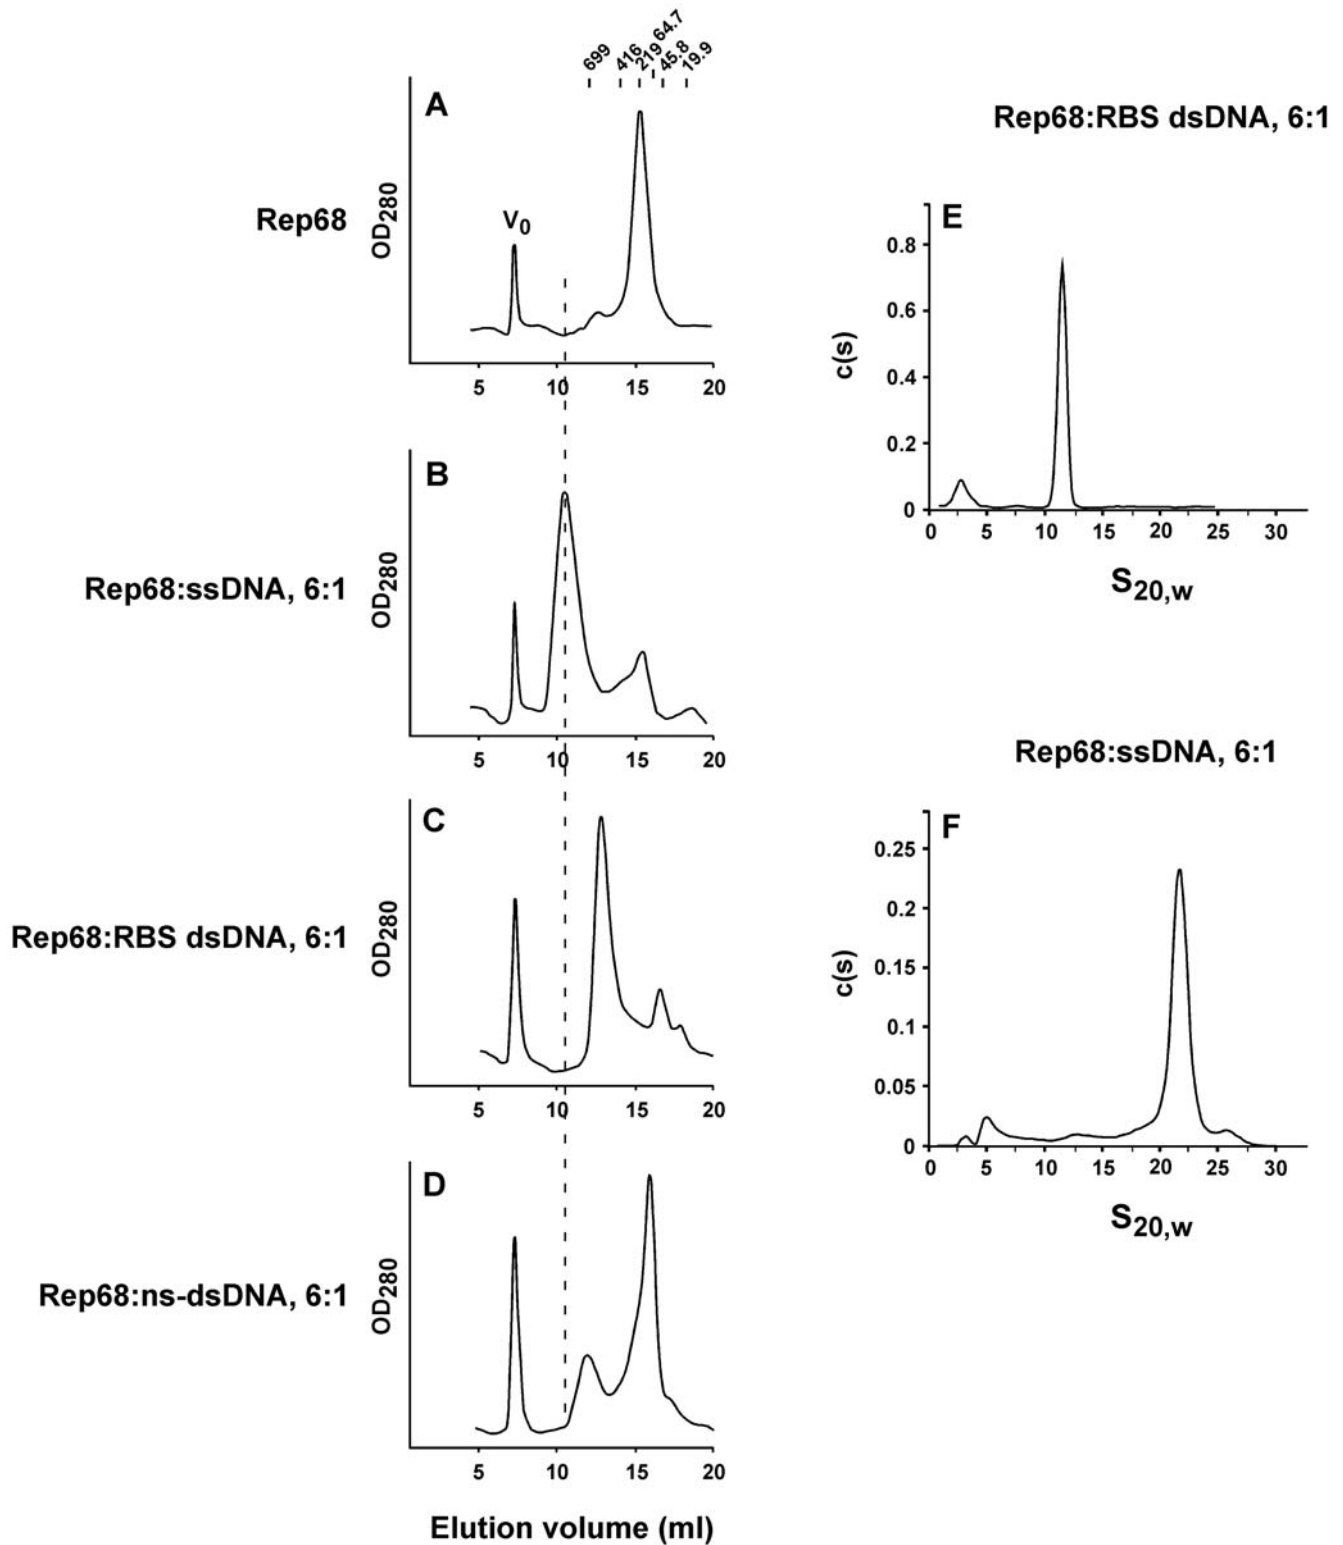 699 416 219 64.7 45.8 19.9
A
Rep68
OD280
V0
5 10 15 20
B
Rep68:ssDNA, 6:1
OD280
5 10 15 20
C
Rep68:RBS dsDNA, 6:1
OD280
5 10 15 20
D
Rep68:ns-dsDNA, 6:1
OD280
5 10 15 20
Elution volume (ml)
Rep68:RBS dsDNA, 6:1
E
c(s)
0.8
0.6
0.4
0.2
0
0 5 10 15 20 25 30
S20,w
Rep68:ssDNA, 6:1
F
c(s)
0.25
0.2
0.15
0.1
0.05
0
0 5 10 15 20 25 30
S20,w